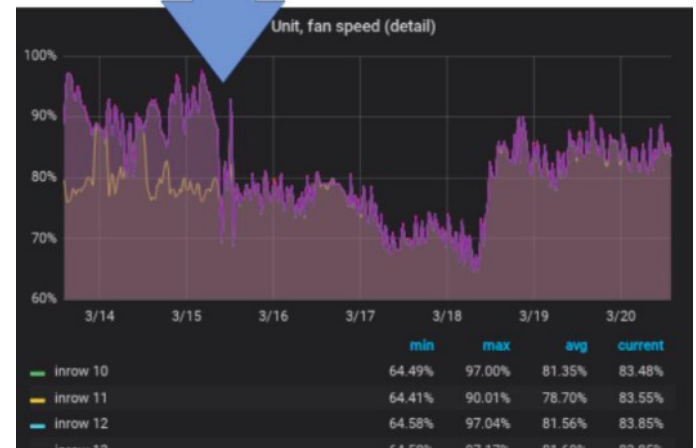 Unit, fan speed (detail)
100%
90%
80%
70%
60%
3/14 3/15 3/16 3/17 3/18 3/19 3/20
min max avg current
inrow 10 64.49% 97.00% 81.35% 83.48%
inrow 11 64.41% 90.01% 78.70% 83.55%
inrow 12 64.58% 97.04% 81.56% 83.85%